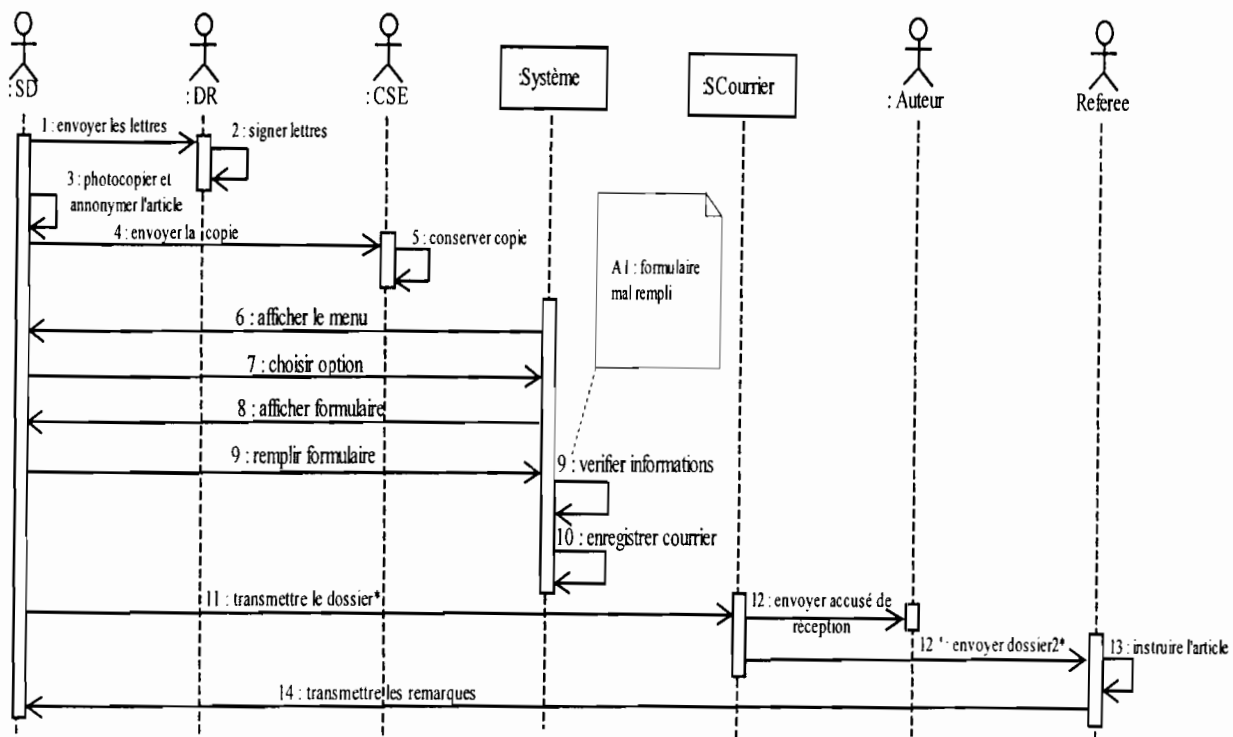 :SD
: DR
: CSE
:Système
:SCourrier
: Auteur
Referee
1 : envoyer les lettres
2 : signer lettres
3 : photocopier et
annonymer l'article
4 : envoyer la copie
5 : conserver copie
A1 : formulaire
mal rempli
6 : afficher le menu
7 : choisir option
8 : afficher formulaire
9 : remplir formulaire
9 : verifier informations
10 : enregistrer courrier
11 : transmettre le dossier*
12 : envoyer accusé de
réception
12 ' : envoyer dossier2*
13 : instruire l'article
14 : transmettre les remarques